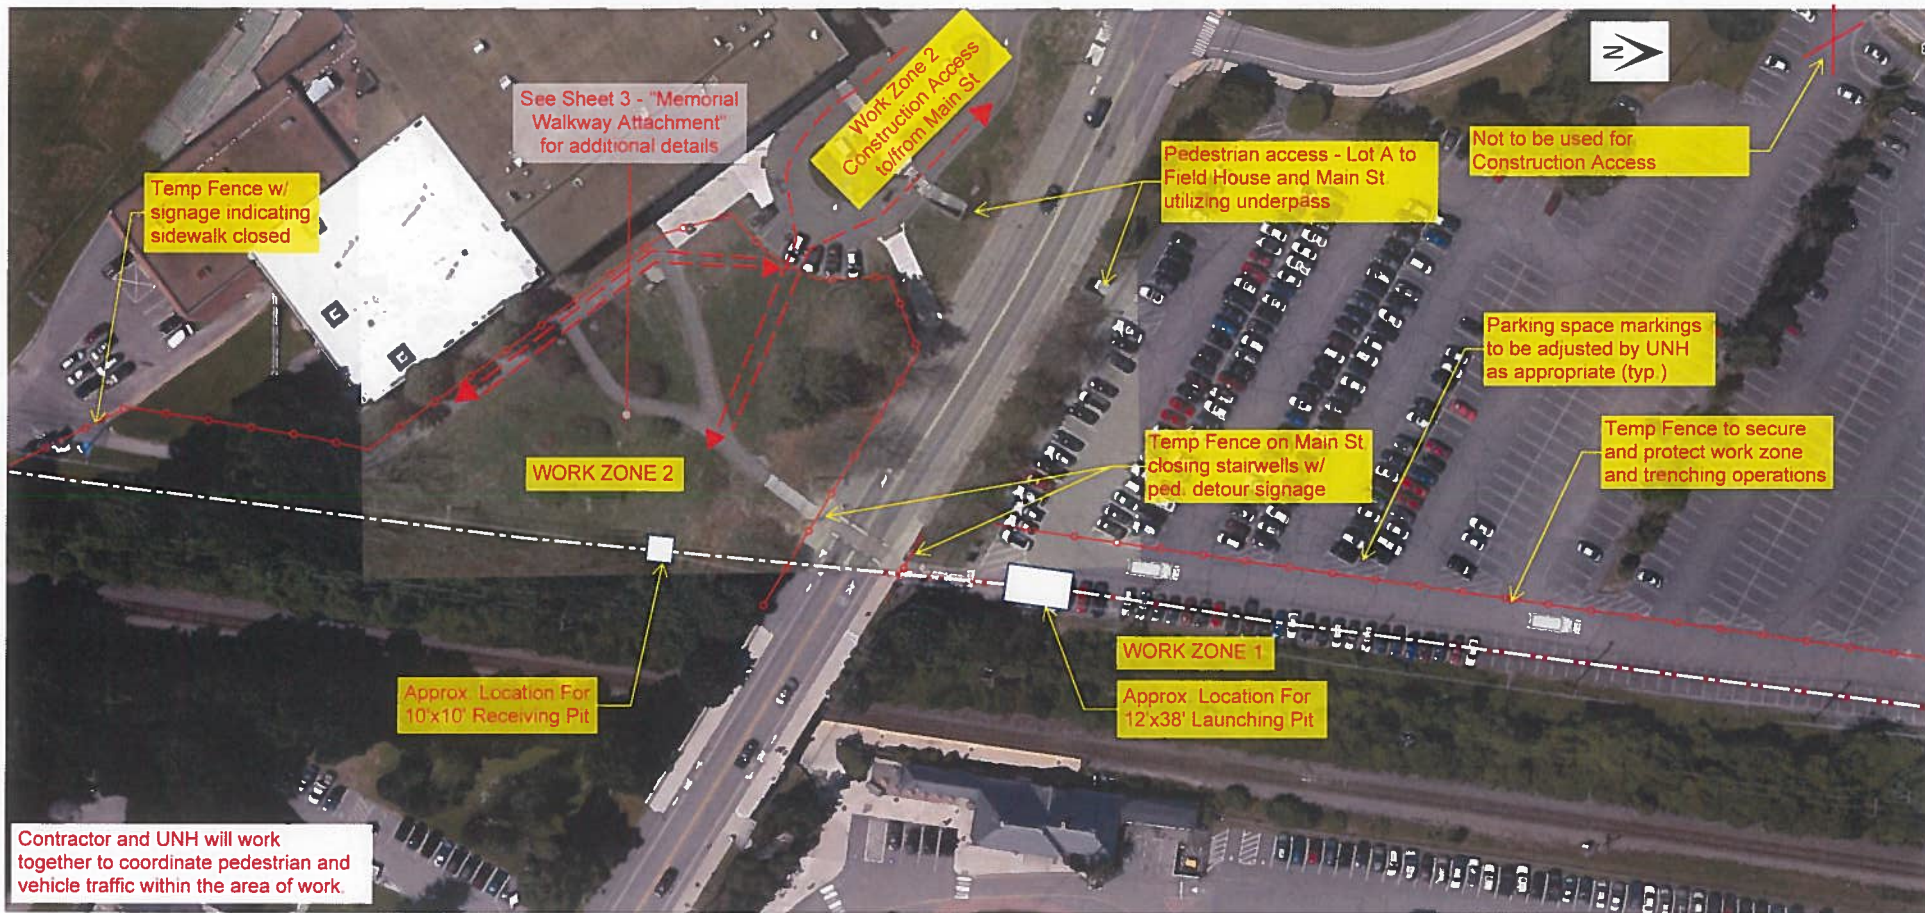 Work Zone 2
Construction Access
to/from Main St
N
See Sheet 3 - "Memorial
Walkway Attachment"
for additional details
Not to be used for
Construction Access
Pedestrian access - Lot A to
Field House and Main St.
utilizing underpass
Temp Fence w/
signage indicating
sidewalk closed
Parking space markings
to be adjusted by UNH
as appropriate (typ.)
Temp Fence on Main St
closing stairwells w/
ped. detour signage
Temp Fence to secure
and protect work zone
and trenching operations
WORK ZONE 2
WORK ZONE 1
Approx. Location For
10'x10' Receiving Pit
Approx. Location For
12'x38' Launching Pit
Contractor and UNH will work
together to coordinate pedestrian and
vehicle traffic within the area of work.